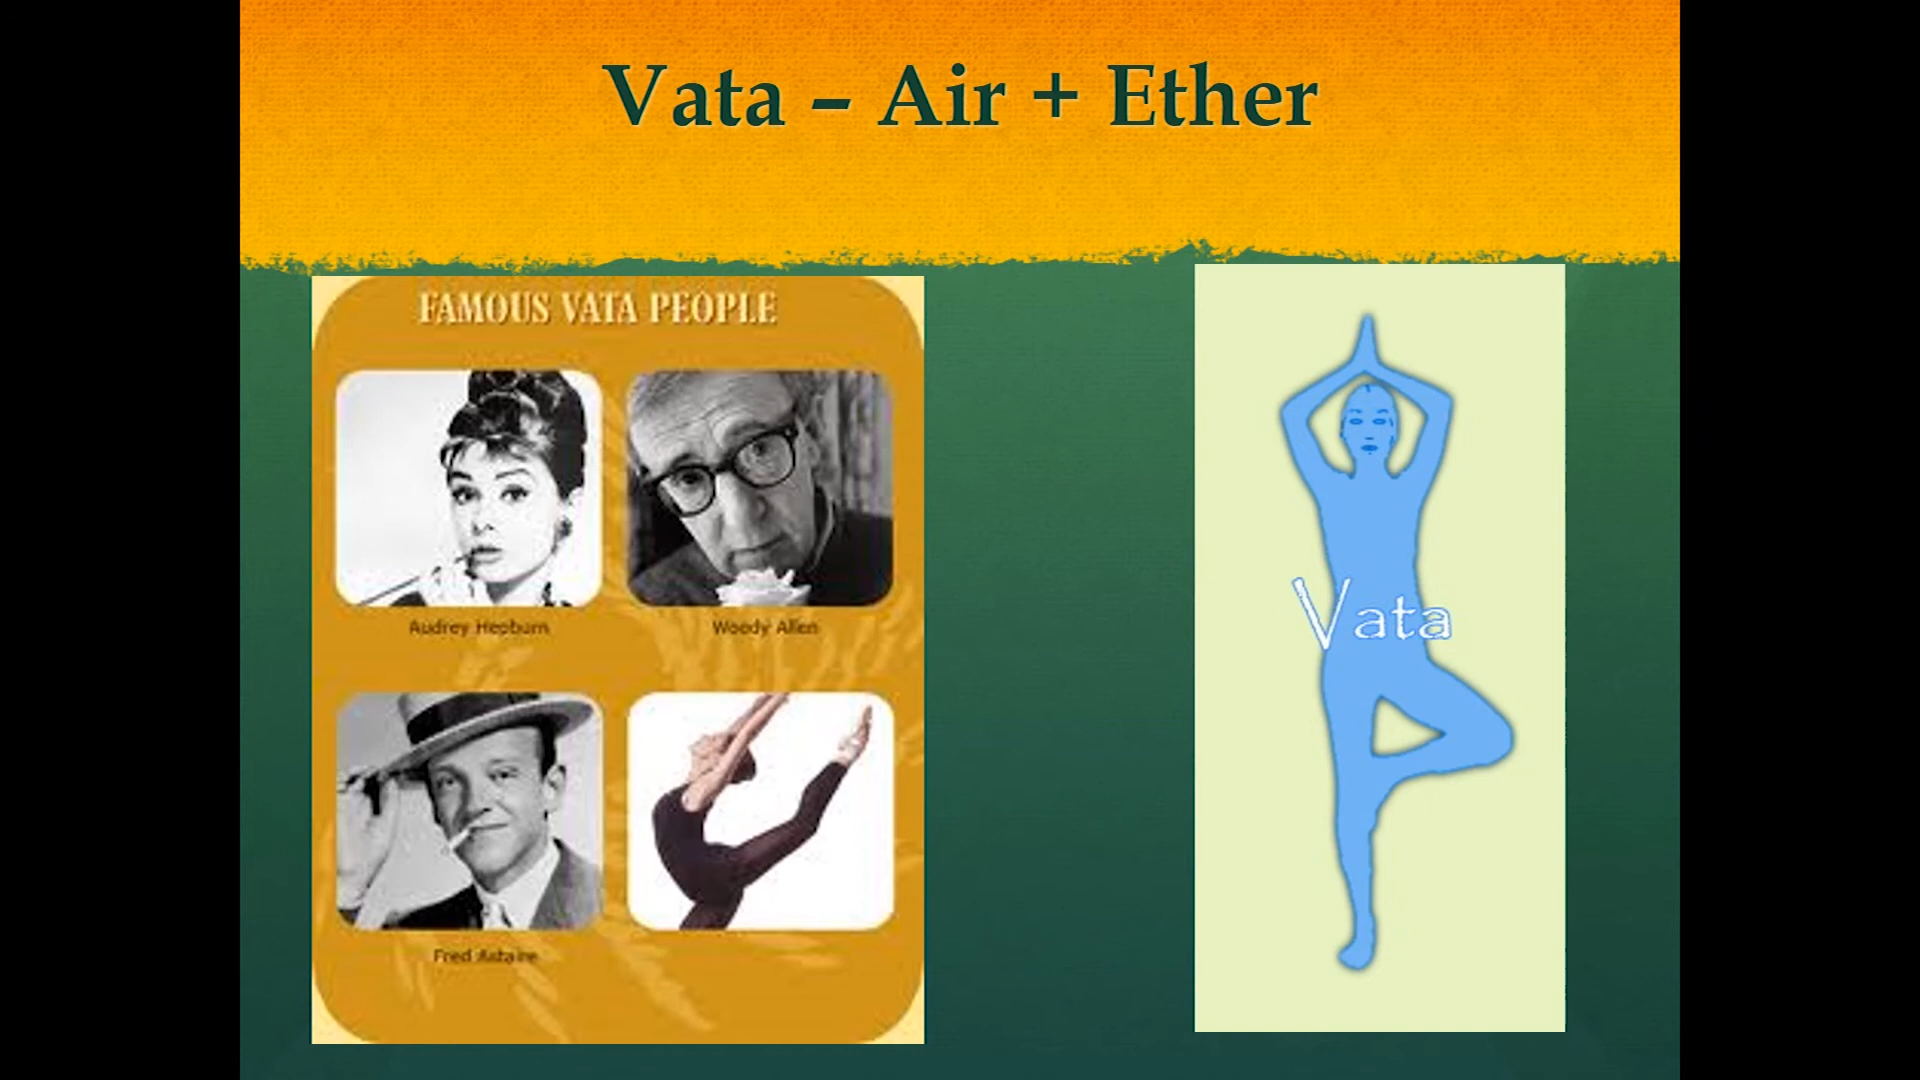 Vata – Air + Ether
FAMOUS VATA PEOPLE
Audrey Hepburn
Woody Allen
Fred Astaire
Vata